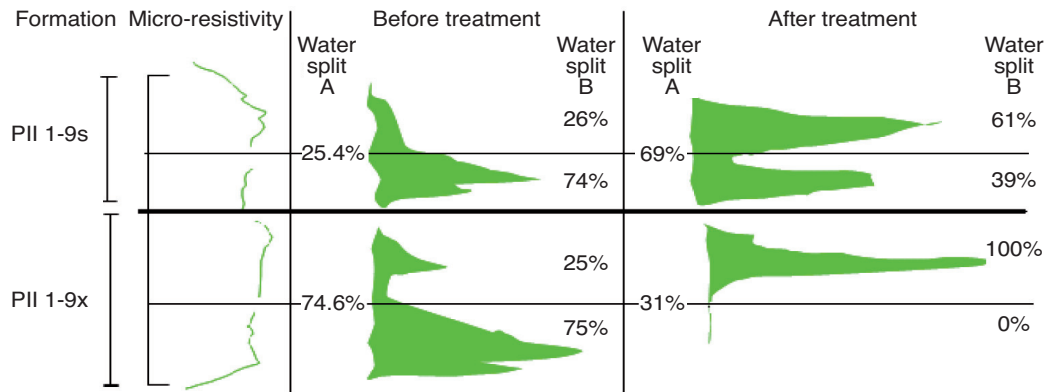 Formation Micro-resistivity Before treatment After treatment
Water split A
Water split B
Water split A
Water split B
PII 1-9s
25.4%
26%
74%
69%
61%
39%
PII 1-9x
74.6%
25%
75%
31%
100%
0%